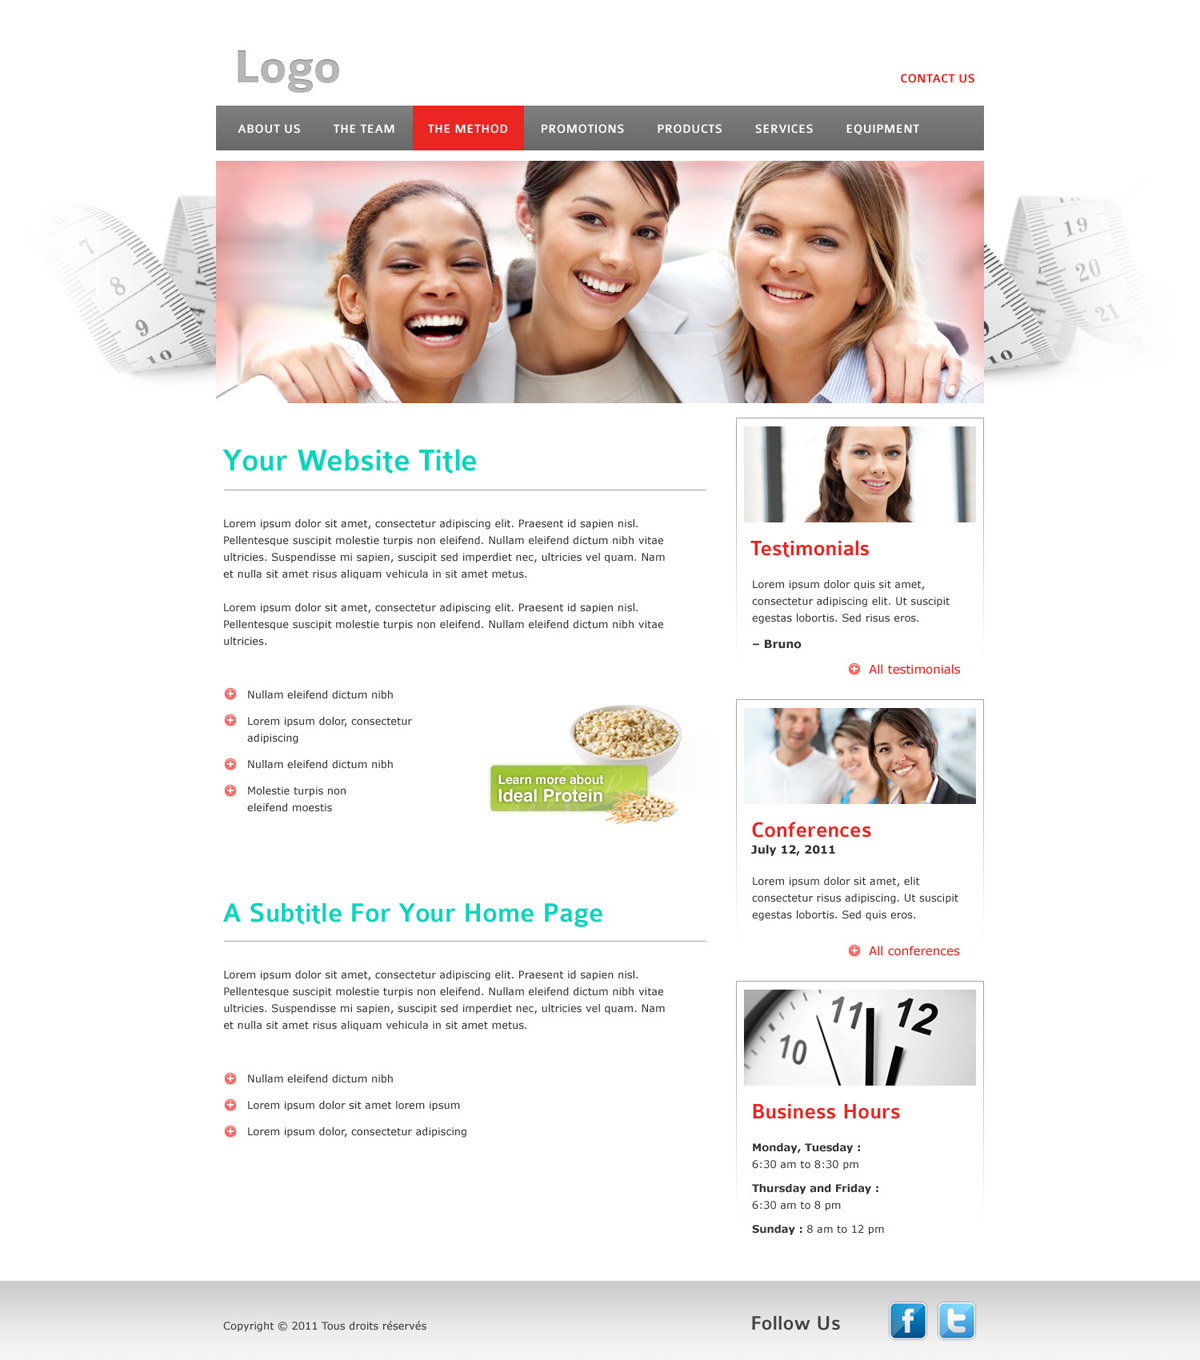 Logo
CONTACT US
ABOUT US THE TEAM THE METHOD PROMOTIONS PRODUCTS SERVICES EQUIPMENT
7
8
9
10
19
20
21
Your Website Title
Lorem ipsum dolor sit amet, consectetur adipiscing elit. Praesent id sapien nisl.
Pellentesque suscipit molestie turpis non eleifend. Nullam eleifend dictum nibh vitae
ultricies. Suspendisse mi sapien, suscipit sed imperdiet nec, ultricies vel quam. Nam
et nulla sit amet risus aliquam vehicula in sit amet metus.
Lorem ipsum dolor sit amet, consectetur adipiscing elit. Praesent id sapien nisl.
Pellentesque suscipit molestie turpis non eleifend. Nullam eleifend dictum nibh vitae
ultricies.
Nullam eleifend dictum nibh
Lorem ipsum dolor, consectetur
adipiscing
Nullam eleifend dictum nibh
Molestie turpis non
eleifend moestis
Learn more about
Ideal Protein
A Subtitle For Your Home Page
Lorem ipsum dolor sit amet, consectetur adipiscing elit. Praesent id sapien nisl.
Pellentesque suscipit molestie turpis non eleifend. Nullam eleifend dictum nibh vitae
ultricies. Suspendisse mi sapien, suscipit sed imperdiet nec, ultricies vel quam. Nam
et nulla sit amet risus aliquam vehicula in sit amet metus.
Nullam eleifend dictum nibh
Lorem ipsum dolor sit amet lorem ipsum
Lorem ipsum dolor, consectetur adipiscing
Testimonials
Lorem ipsum dolor quis sit amet,
consectetur adipiscing elit. Ut suscipit
egestas lobortis. Sed risus eros.
– Bruno
All testimonials
Conferences
July 12, 2011
Lorem ipsum dolor sit amet, elit
consectetur risus adipiscing. Ut suscipit
egestas lobortis. Sed quis eros.
All conferences
10 11 12
Business Hours
Monday, Tuesday :
6:30 am to 8:30 pm
Thursday and Friday :
6:30 am to 8 pm
Sunday : 8 am to 12 pm
Copyright © 2011 Tous droits réservés
Follow Us
f t